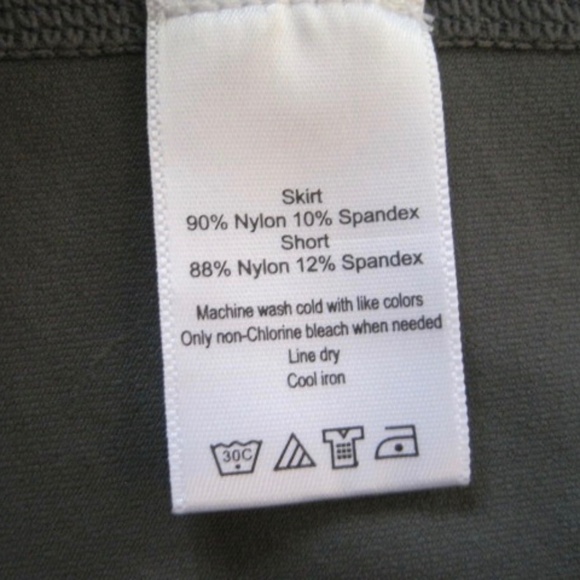 Skirt
90% Nylon 10% Spandex
Short
88% Nylon 12% Spandex
Machine wash cold with like colors
Only non-Chlorine bleach when needed
Line dry
Cool iron
30C